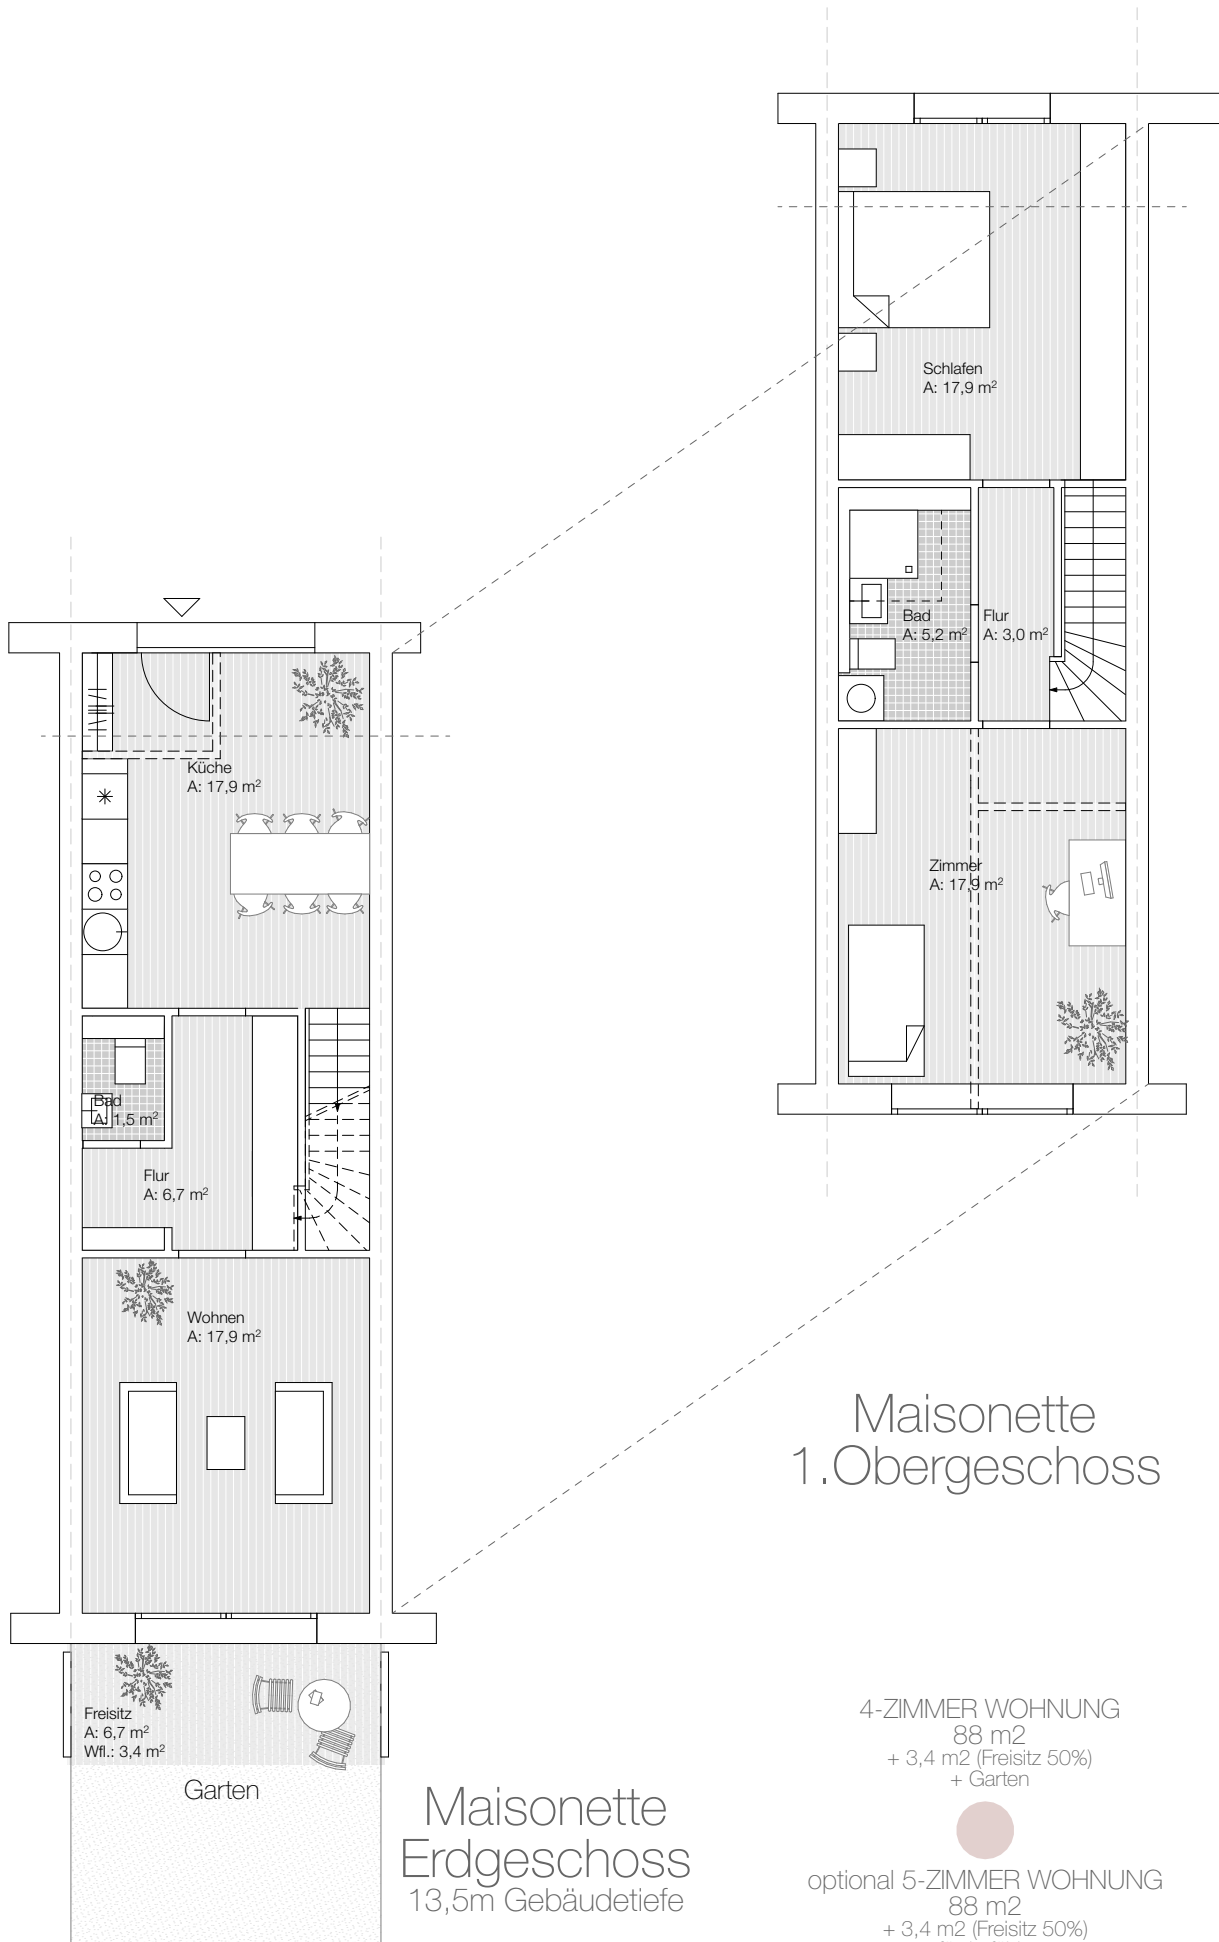 Schlafen
A: 17,9 m²
Bad
A: 5,2 m²
Flur
A: 3,0 m²
Zimmer
A: 17,9 m²
Küche
A: 17,9 m²
Bad
A: 1,5 m²
Flur
A: 6,7 m²
Wohnen
A: 17,9 m²
Freisitz
A: 6,7 m²
Wfl.: 3,4 m²
Garten
Maisonette
Erdgeschoss
13,5m Gebäudetiefe
Maisonette
1.Obergeschoss
4-ZIMMER WOHNUNG
88 m2
+ 3,4 m2 (Freisitz 50%)
+ Garten
optional 5-ZIMMER WOHNUNG
88 m2
+ 3,4 m2 (Freisitz 50%)